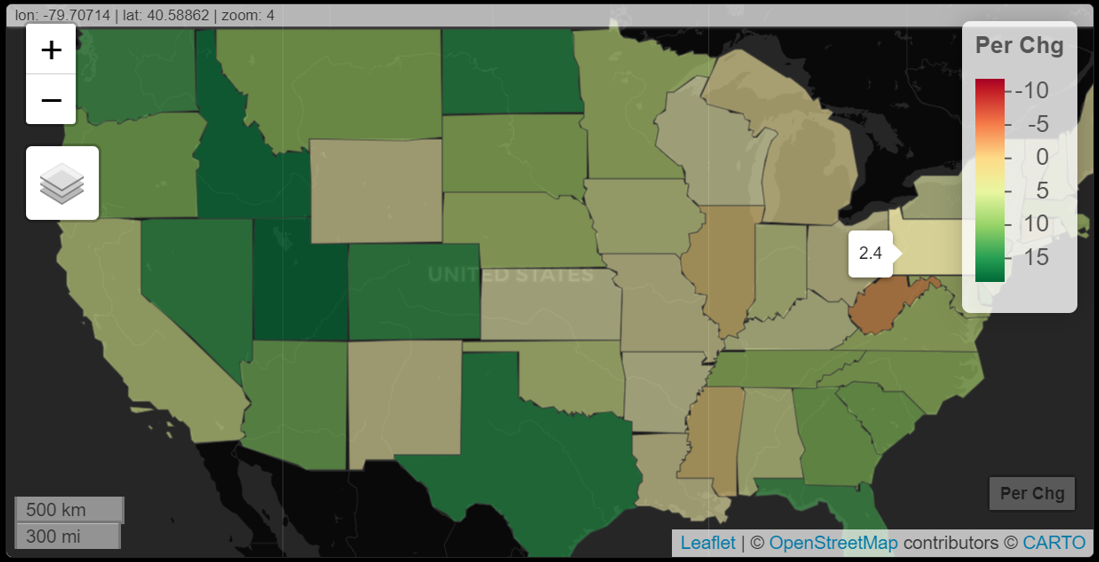 lon: -79.70714 | lat: 40.58862 | zoom: 4
+
−
Per Chg
-10
-5
0
5
10
15
2.4
UNITED STATES
Per Chg
500 km
300 mi
Leaflet | © OpenStreetMap contributors © CARTO